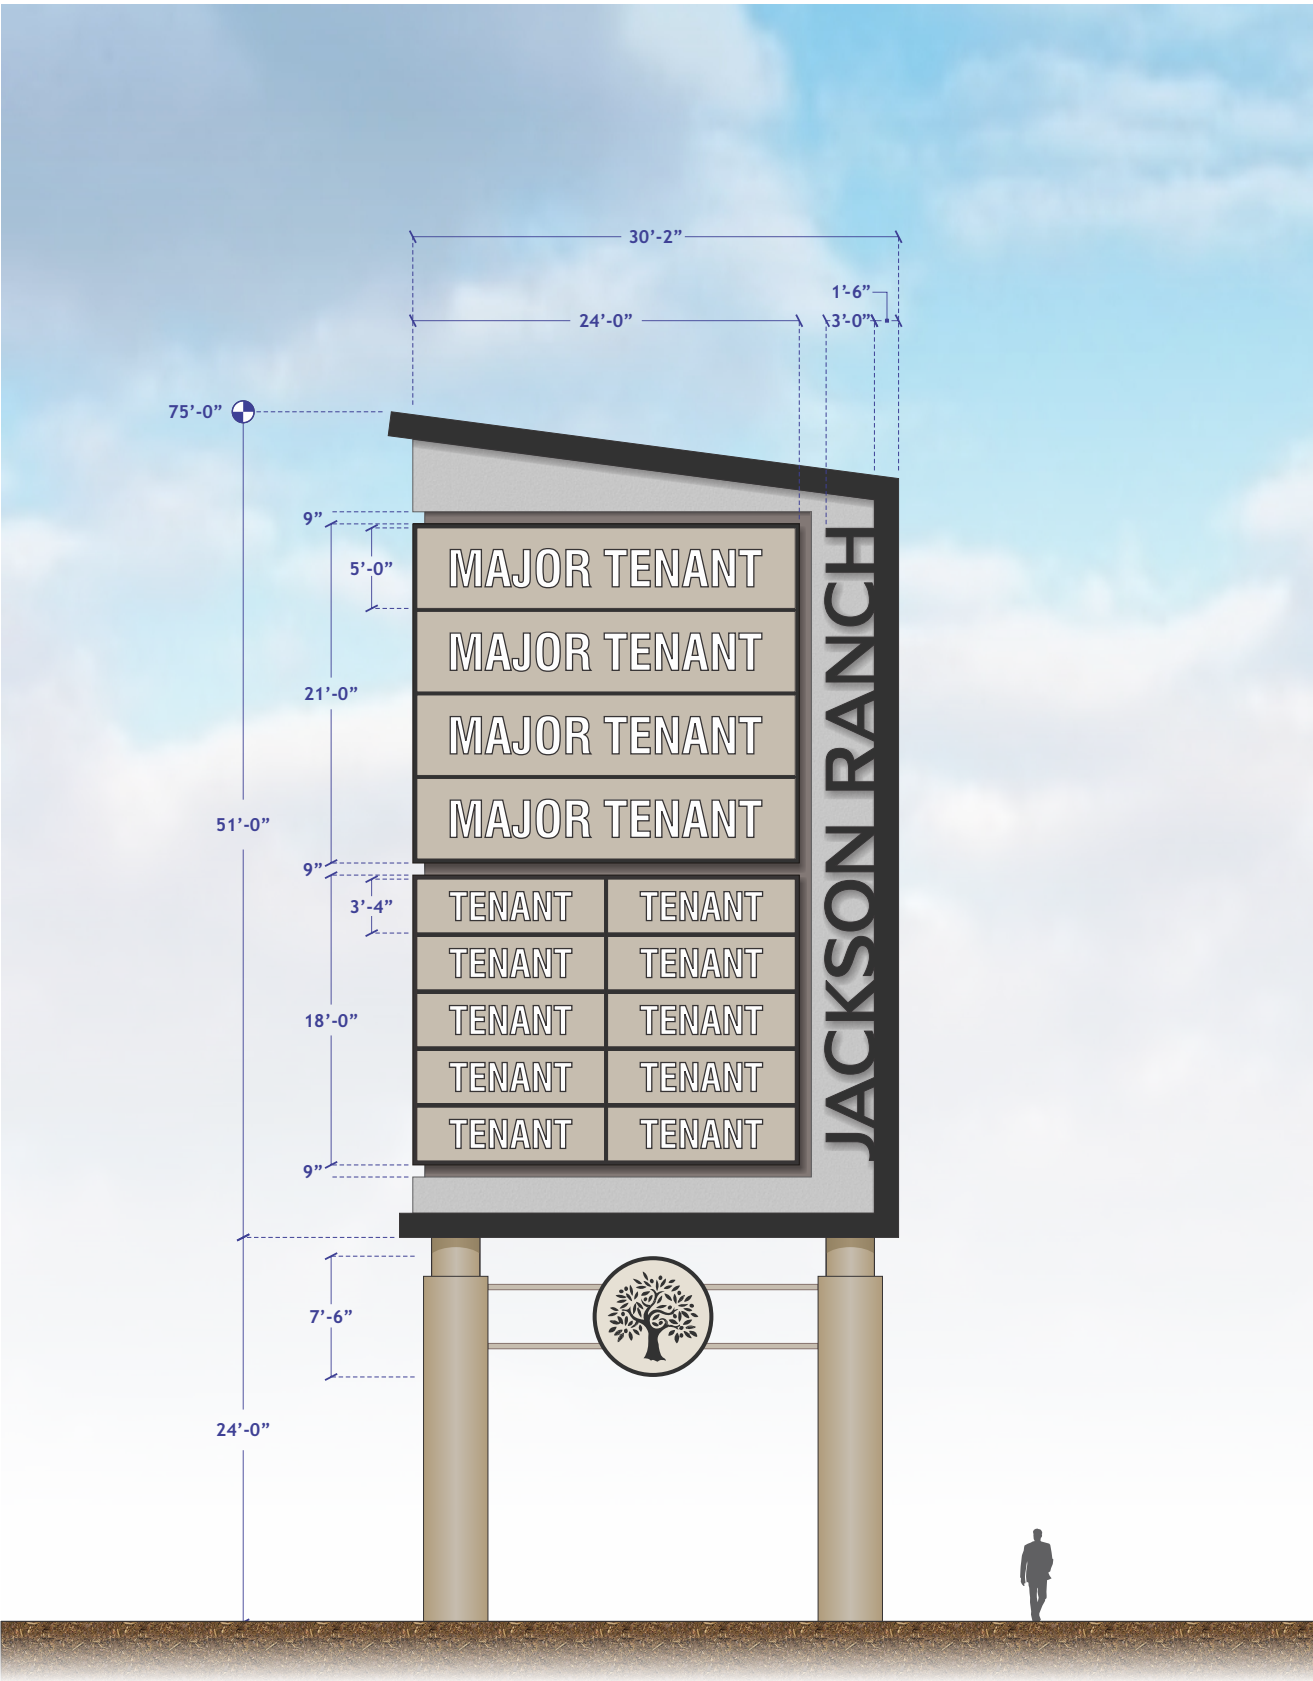 30’-2”
1’-6”
24’-0”
3’-0”
75’-0”
9”
5’-0”
MAJOR TENANT
MAJOR TENANT
21’-0”
MAJOR TENANT
MAJOR TENANT
51’-0”
9”
3’-4”
TENANT TENANT
TENANT TENANT
18’-0”
TENANT TENANT
TENANT TENANT
TENANT TENANT
9”
JACKSON RANCH
7’-6”
24’-0”